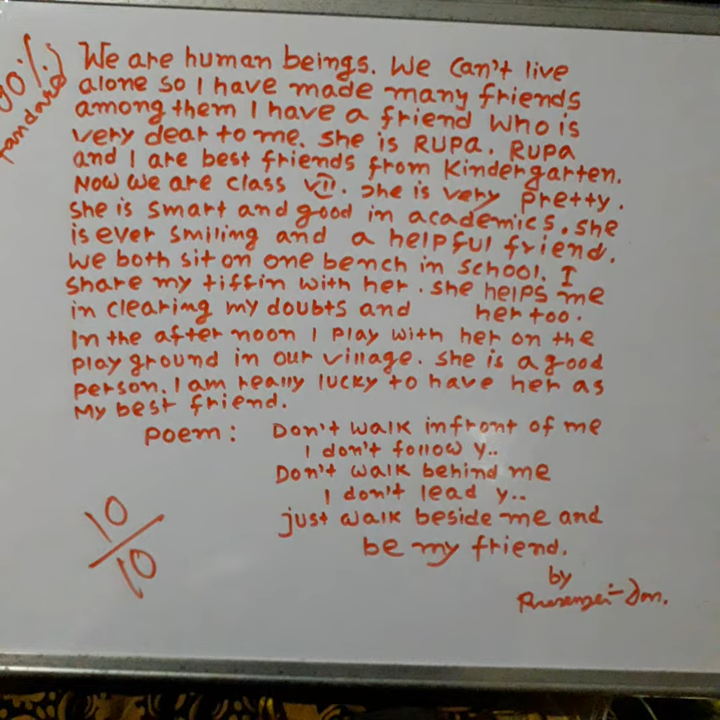 We are human beings. We Can't live
alone so I have made many friends
among them I have a friend who is
very dear to me. She is RUPA. RUPA
and I are best friends from Kindergarten.
Now we are class VII. She is very pretty.
She is smart and good in academics. she
is ever smiling and a helpful friend.
We both sit on one bench in school. I
share my tiffin with her. she helps me
in clearing my doubts and her too.
In the after noon I play with her on the
play ground in our village. she is a good
person. I am really lucky to have her as
My best friend.
Poem: Don't walk infront of me
I don't follow y..
Don't walk behind me
I don't lead y..
just walk beside me and
be my friend.
by
10/10